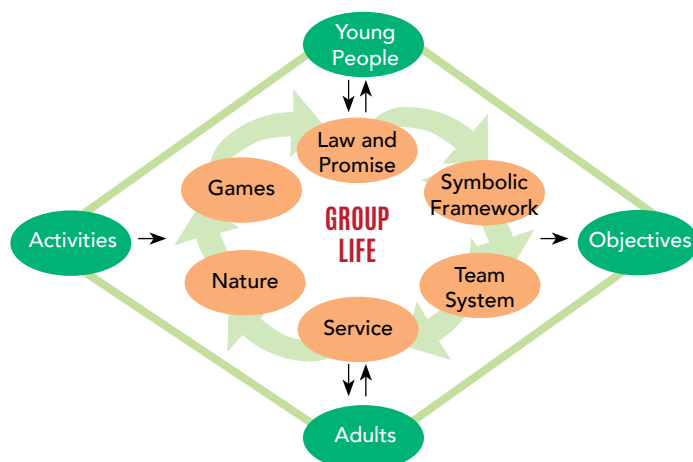 Young
People
Law and
Promise
Games
Symbolic
Framework
GROUP
LIFE
Activities
Objectives
Nature
Team
System
Service
Adults